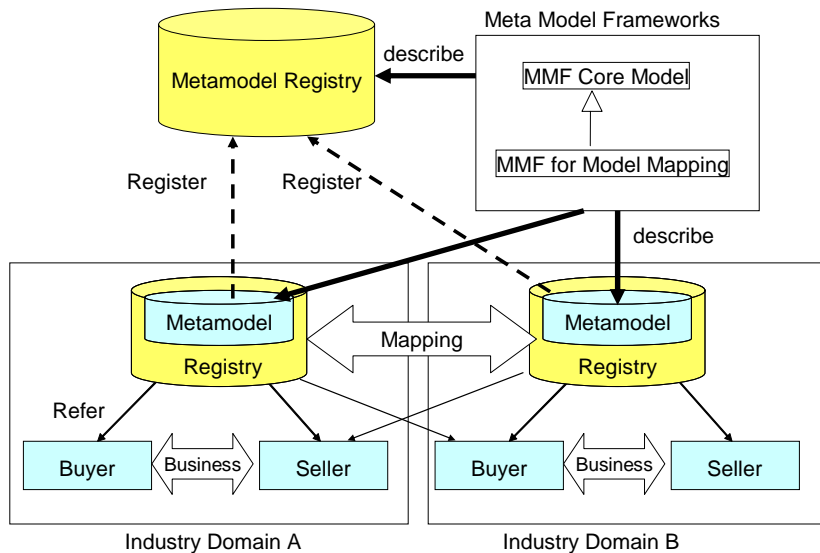 Meta Model Frameworks
describe
Metamodel Registry
MMF Core Model
MMF for Model Mapping
Register
Register
describe
Metamodel
Metamodel
Mapping
Registry
Registry
Refer
Buyer
Business
Seller
Buyer
Business
Seller
Industry Domain A
Industry Domain B